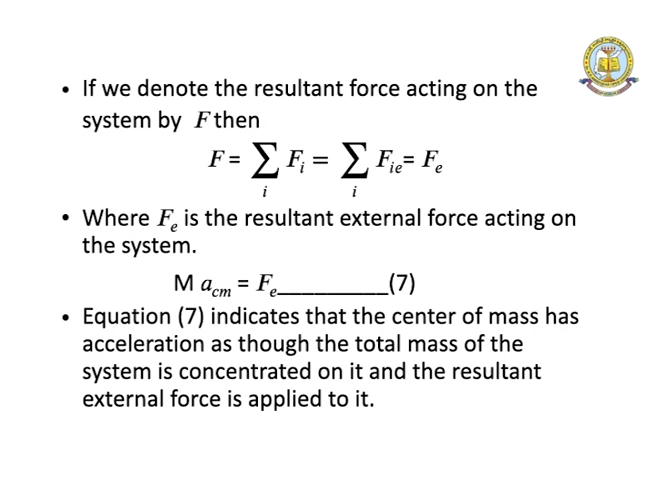 • If we denote the resultant force acting on the
system by F then
F = ∑ᵢ Fᵢ = ∑ᵢ Fᵢₑ = Fₑ
• Where Fₑ is the resultant external force acting on
the system.
M a_cm = Fₑ_________(7)
• Equation (7) indicates that the center of mass has
acceleration as though the total mass of the
system is concentrated on it and the resultant
external force is applied to it.